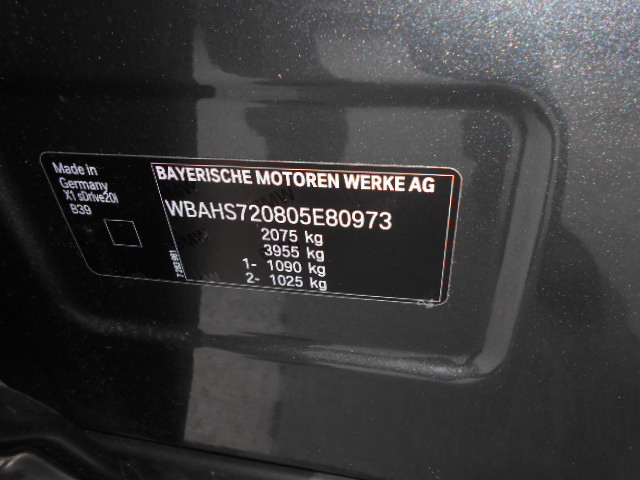 Made in
Germany
X1 sDrive20i
B39
BAYERISCHE MOTOREN WERKE AG
WBAHS720805E80973
2075 kg
3955 kg
1- 1090 kg
2- 1025 kg